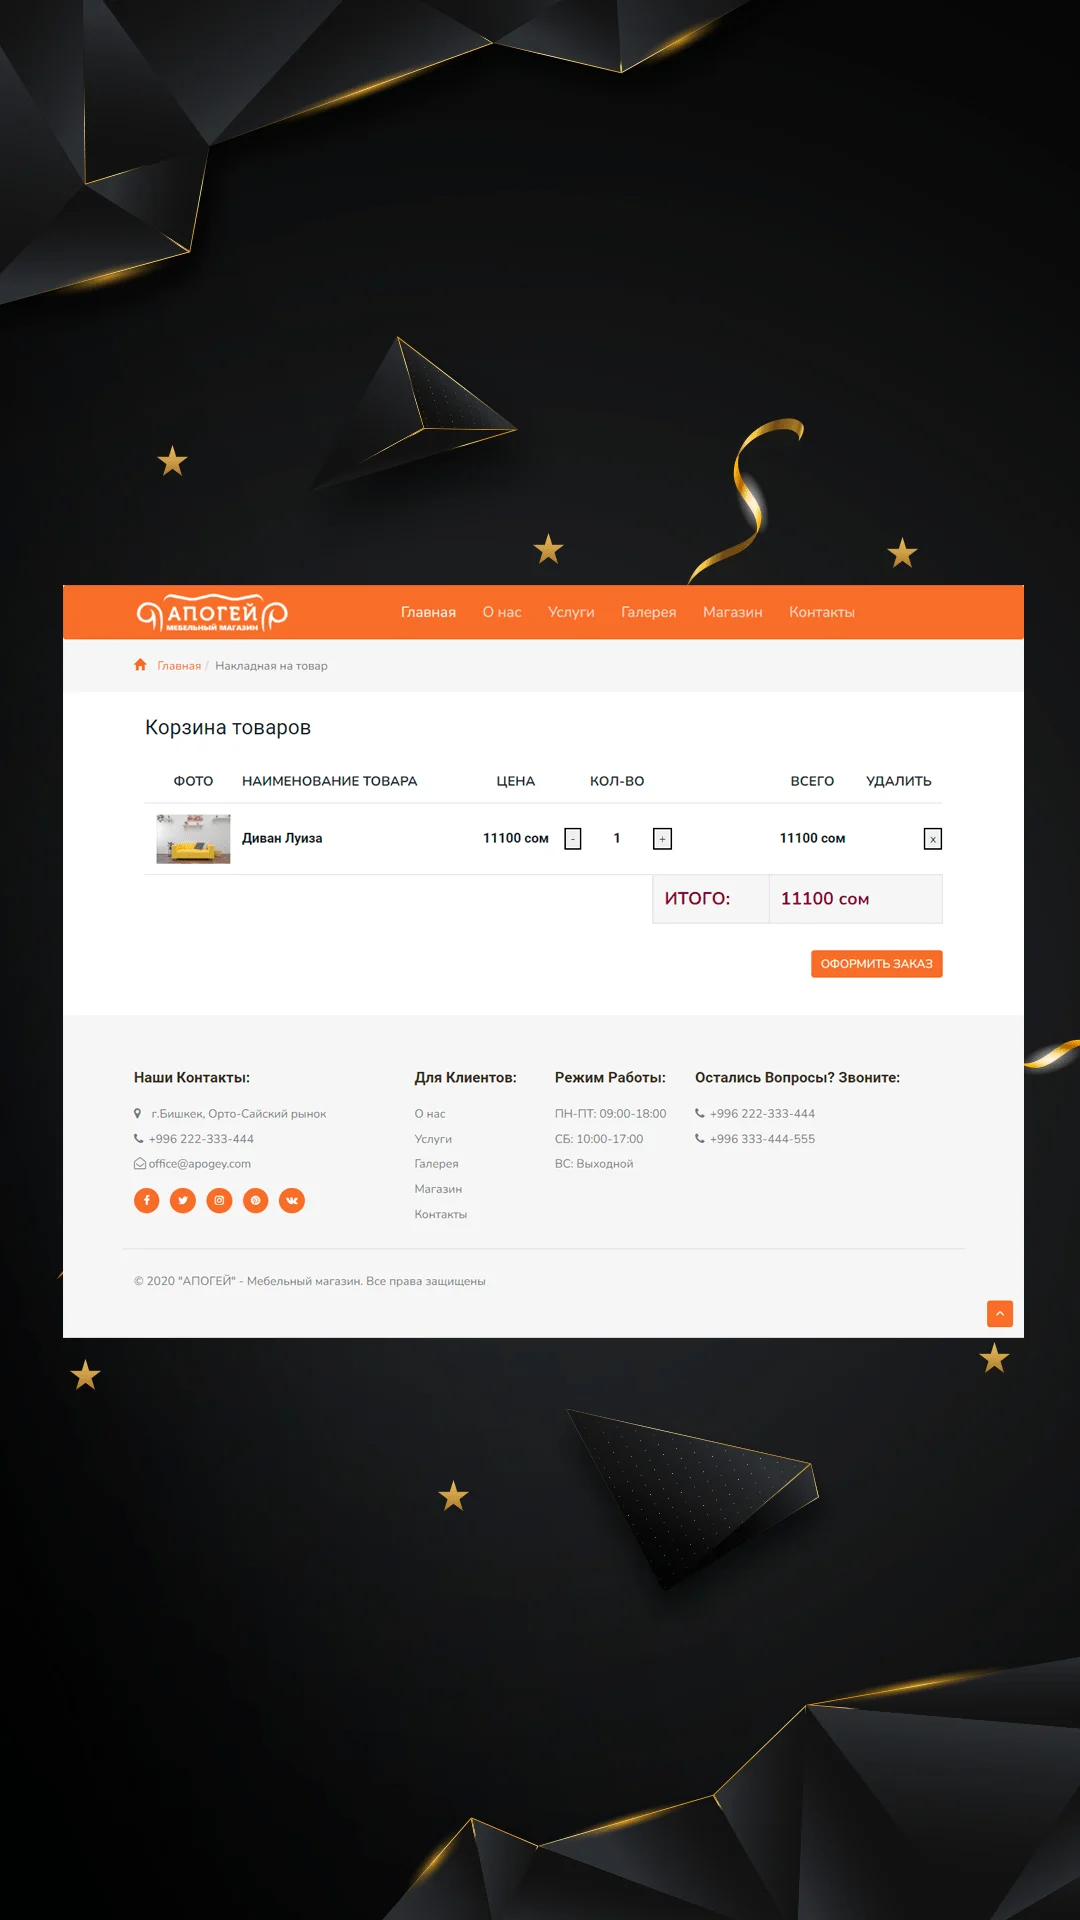 АПОГЕЙ
МЕБЕЛЬНЫЙ МАГАЗИН
Главная О нас Услуги Галерея Магазин Контакты
Главная / Накладная на товар
Корзина товаров
ФОТО НАИМЕНОВАНИЕ ТОВАРА ЦЕНА КОЛ-ВО ВСЕГО УДАЛИТЬ
Диван Луиза 11100 сом - 1 + 11100 сом x
ИТОГО: 11100 сом
ОФОРМИТЬ ЗАКАЗ
Наши Контакты:
г.Бишкек, Орто-Сайский рынок
+996 222-333-444
office@apogey.com
Для Клиентов:
О нас
Услуги
Галерея
Магазин
Контакты
Режим Работы:
ПН-ПТ: 09:00-18:00
СБ: 10:00-17:00
ВС: Выходной
Остались Вопросы? Звоните:
+996 222-333-444
+996 333-444-555
© 2020 "АПОГЕЙ" - Мебельный магазин. Все права защищены